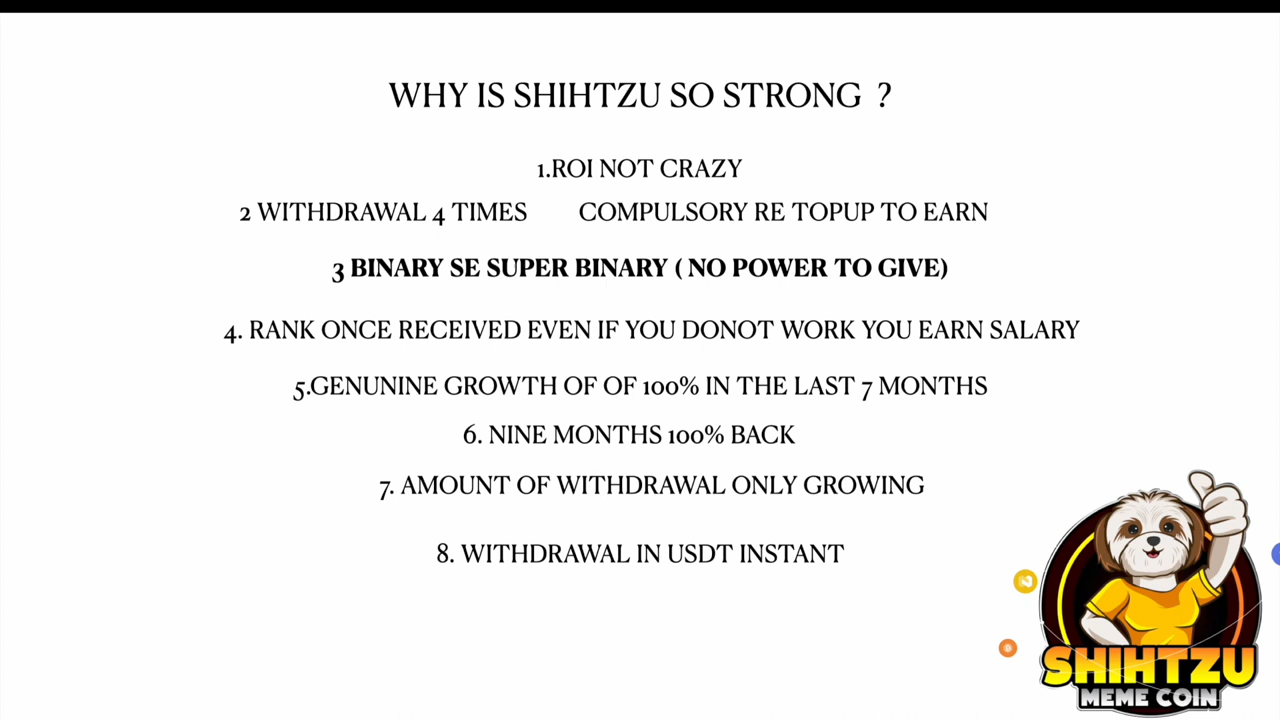 WHY IS SHIHTZU SO STRONG ?
1.ROI NOT CRAZY
2 WITHDRAWAL 4 TIMES COMPULSORY RE TOPUP TO EARN
3 BINARY SE SUPER BINARY ( NO POWER TO GIVE)
4. RANK ONCE RECEIVED EVEN IF YOU DONOT WORK YOU EARN SALARY
5.GENUNINE GROWTH OF OF 100% IN THE LAST 7 MONTHS
6. NINE MONTHS 100% BACK
7. AMOUNT OF WITHDRAWAL ONLY GROWING
8. WITHDRAWAL IN USDT INSTANT
SHIHTZU
MEME COIN